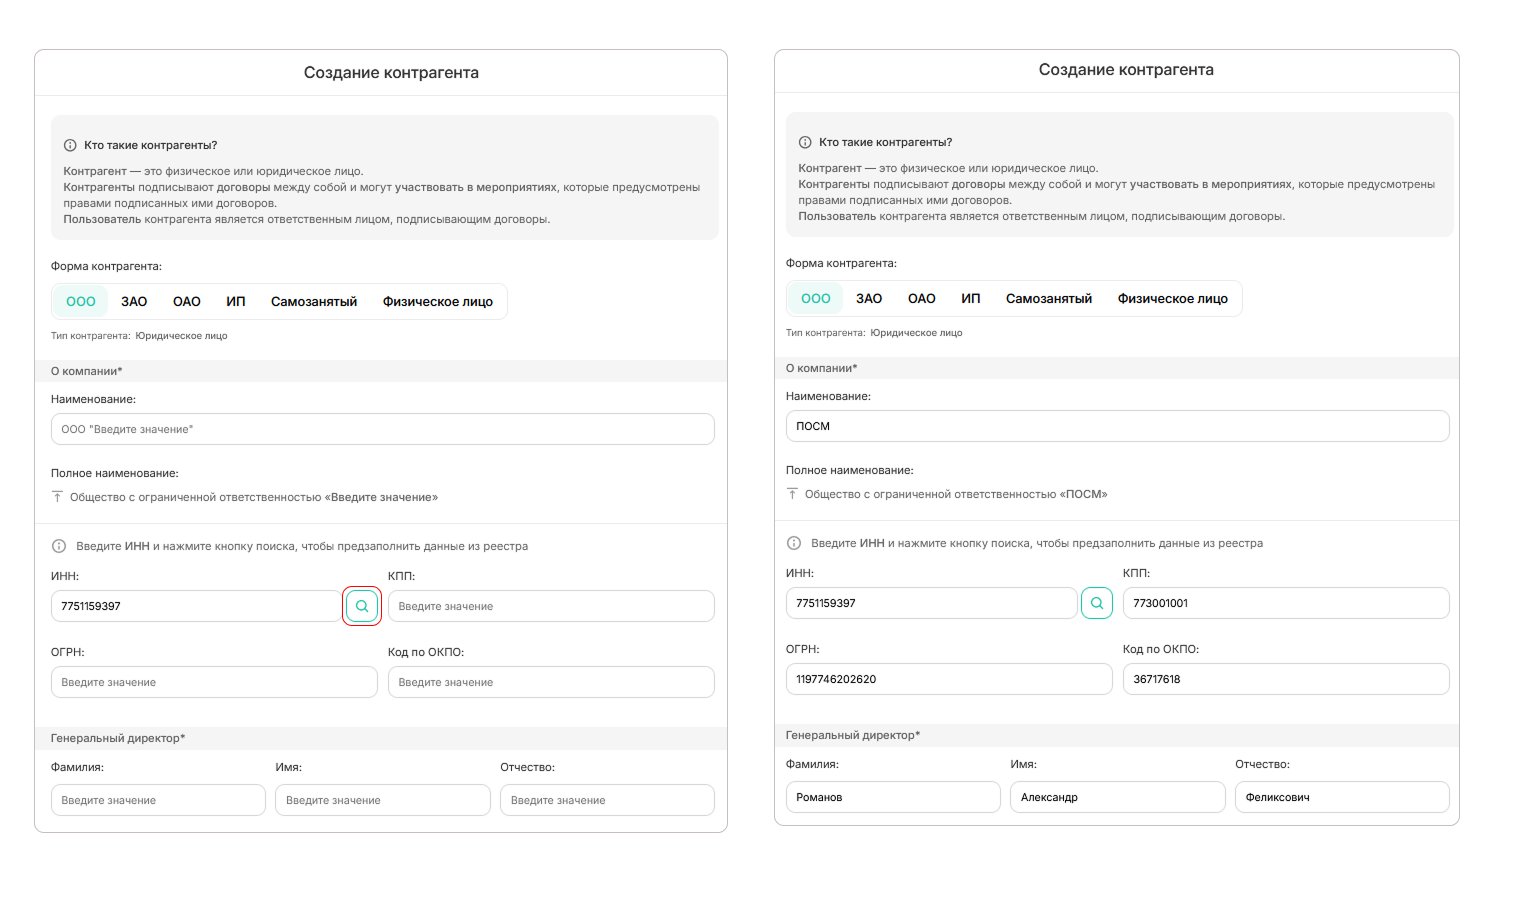 Создание контрагента
Кто такие контрагенты?
Контрагент — это физическое или юридическое лицо.
Контрагенты подписывают договоры между собой и могут участвовать в мероприятиях, которые предусмотрены
правами подписанных ими договоров.
Пользователь контрагента является ответственным лицом, подписывающим договоры.
Форма контрагента:
ООО ЗАО ОАО ИП Самозанятый Физическое лицо
Тип контрагента: Юридическое лицо
О компании*
Наименование:
ООО "Введите значение"
Полное наименование:
Общество с ограниченной ответственностью «Введите значение»
Введите ИНН и нажмите кнопку поиска, чтобы предзаполнить данные из реестра
ИНН: КПП:
7751159397 Введите значение
ОГРН: Код по ОКПО:
Введите значение Введите значение
Генеральный директор*
Фамилия: Имя: Отчество:
Введите значение Введите значение Введите значение
Создание контрагента
Кто такие контрагенты?
Контрагент — это физическое или юридическое лицо.
Контрагенты подписывают договоры между собой и могут участвовать в мероприятиях, которые предусмотрены
правами подписанных ими договоров.
Пользователь контрагента является ответственным лицом, подписывающим договоры.
Форма контрагента:
ООО ЗАО ОАО ИП Самозанятый Физическое лицо
Тип контрагента: Юридическое лицо
О компании*
Наименование:
ПОСМ
Полное наименование:
Общество с ограниченной ответственностью «ПОСМ»
Введите ИНН и нажмите кнопку поиска, чтобы предзаполнить данные из реестра
ИНН: КПП:
7751159397 773001001
ОГРН: Код по ОКПО:
1197746202620 36717618
Генеральный директор*
Фамилия: Имя: Отчество:
Романов Александр Феликсович